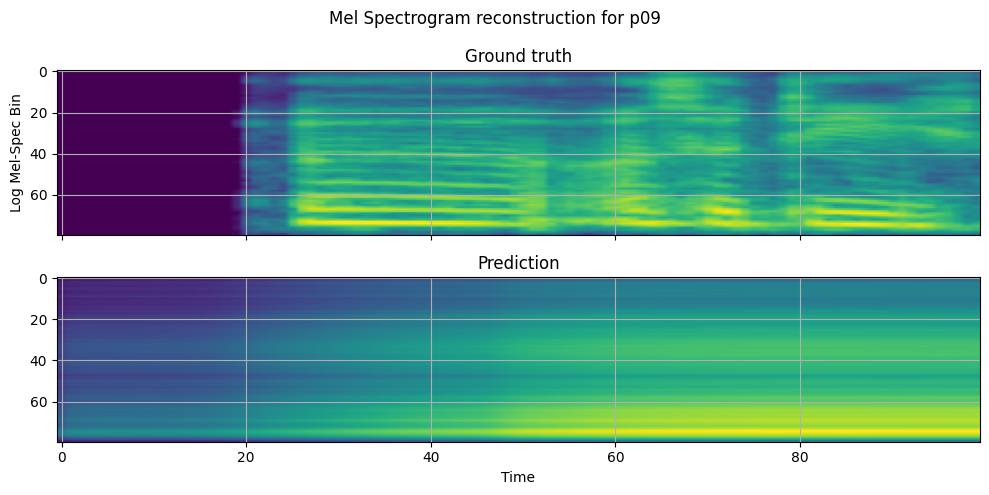 Mel Spectrogram reconstruction for p09
Ground truth
0
20
40
60
Log Mel-Spec Bin
Prediction
0
20
40
60
0 20 40 60 80
Time